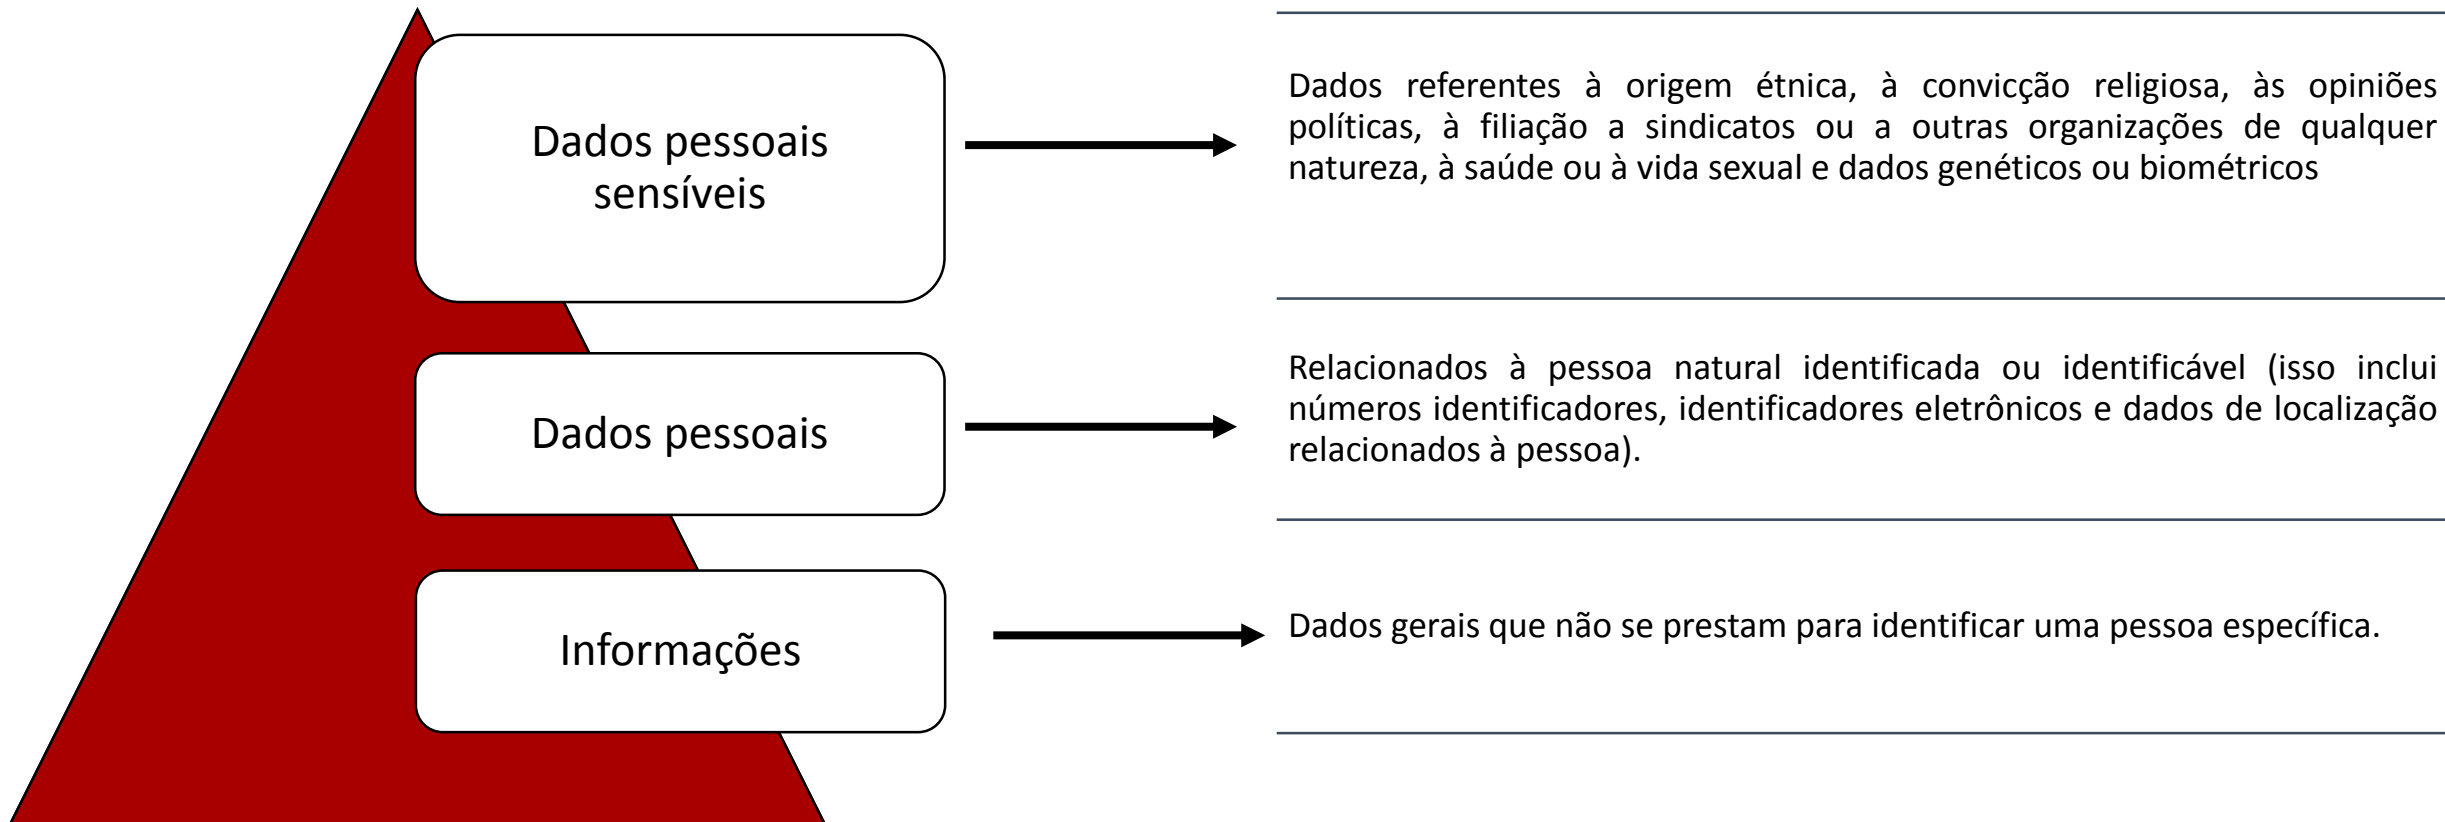 Dados pessoais
sensíveis
Dados referentes à origem étnica, à convicção religiosa, às opiniões
políticas, à filiação a sindicatos ou a outras organizações de qualquer
natureza, à saúde ou à vida sexual e dados genéticos ou biométricos
Dados pessoais
Relacionados à pessoa natural identificada ou identificável (isso inclui
números identificadores, identificadores eletrônicos e dados de localização
relacionados à pessoa).
Informações
Dados gerais que não se prestam para identificar uma pessoa específica.